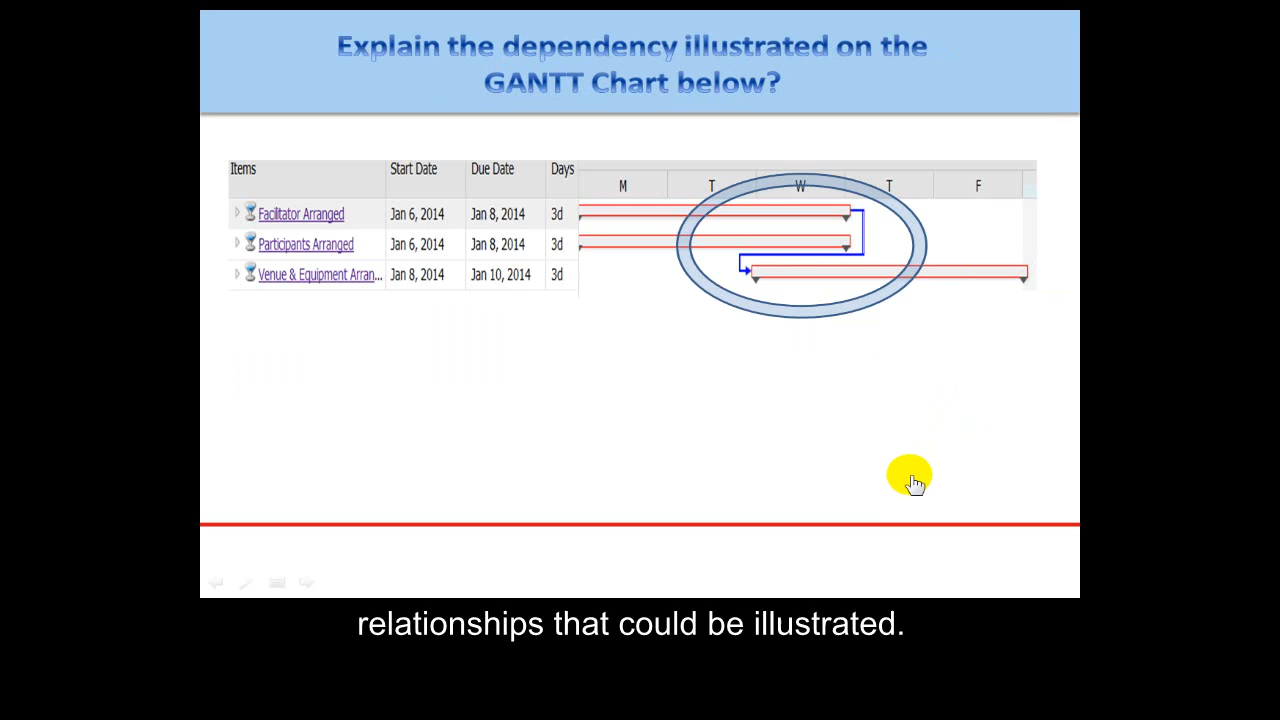 Explain the dependency illustrated on the
GANTT Chart below?
Items Start Date Due Date Days
M T W T F
Facilitator Arranged Jan 6, 2014 Jan 8, 2014 3d
Participants Arranged Jan 6, 2014 Jan 8, 2014 3d
Venue & Equipment Arran... Jan 8, 2014 Jan 10, 2014 3d
relationships that could be illustrated.